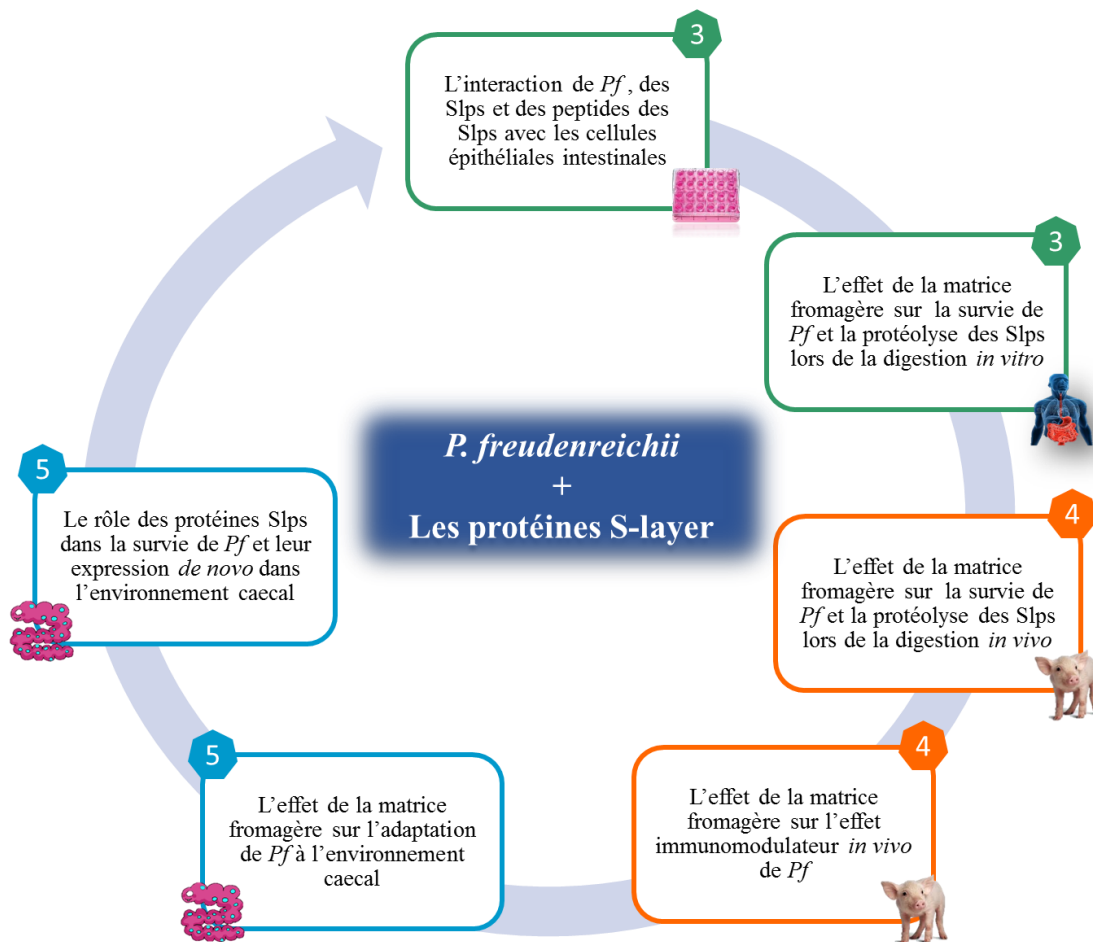 3
L'interaction de Pf , des
Slps et des peptides des
Slps avec les cellules
épithéliales intestinales
3
L'effet de la matrice
fromagère sur la survie de
Pf et la protéolyse des Slps
lors de la digestion in vitro
4
L'effet de la matrice
fromagère sur la survie de
Pf et la protéolyse des Slps
lors de la digestion in vivo
4
L'effet de la matrice
fromagère sur l'effet
immunomodulateur in vivo
de Pf
5
L'effet de la matrice
fromagère sur l'adaptation
de Pf à l'environnement
caecal
5
Le rôle des protéines Slps
dans la survie de Pf et leur
expression de novo dans
l'environnement caecal
P. freudenreichii
+
Les protéines S-layer